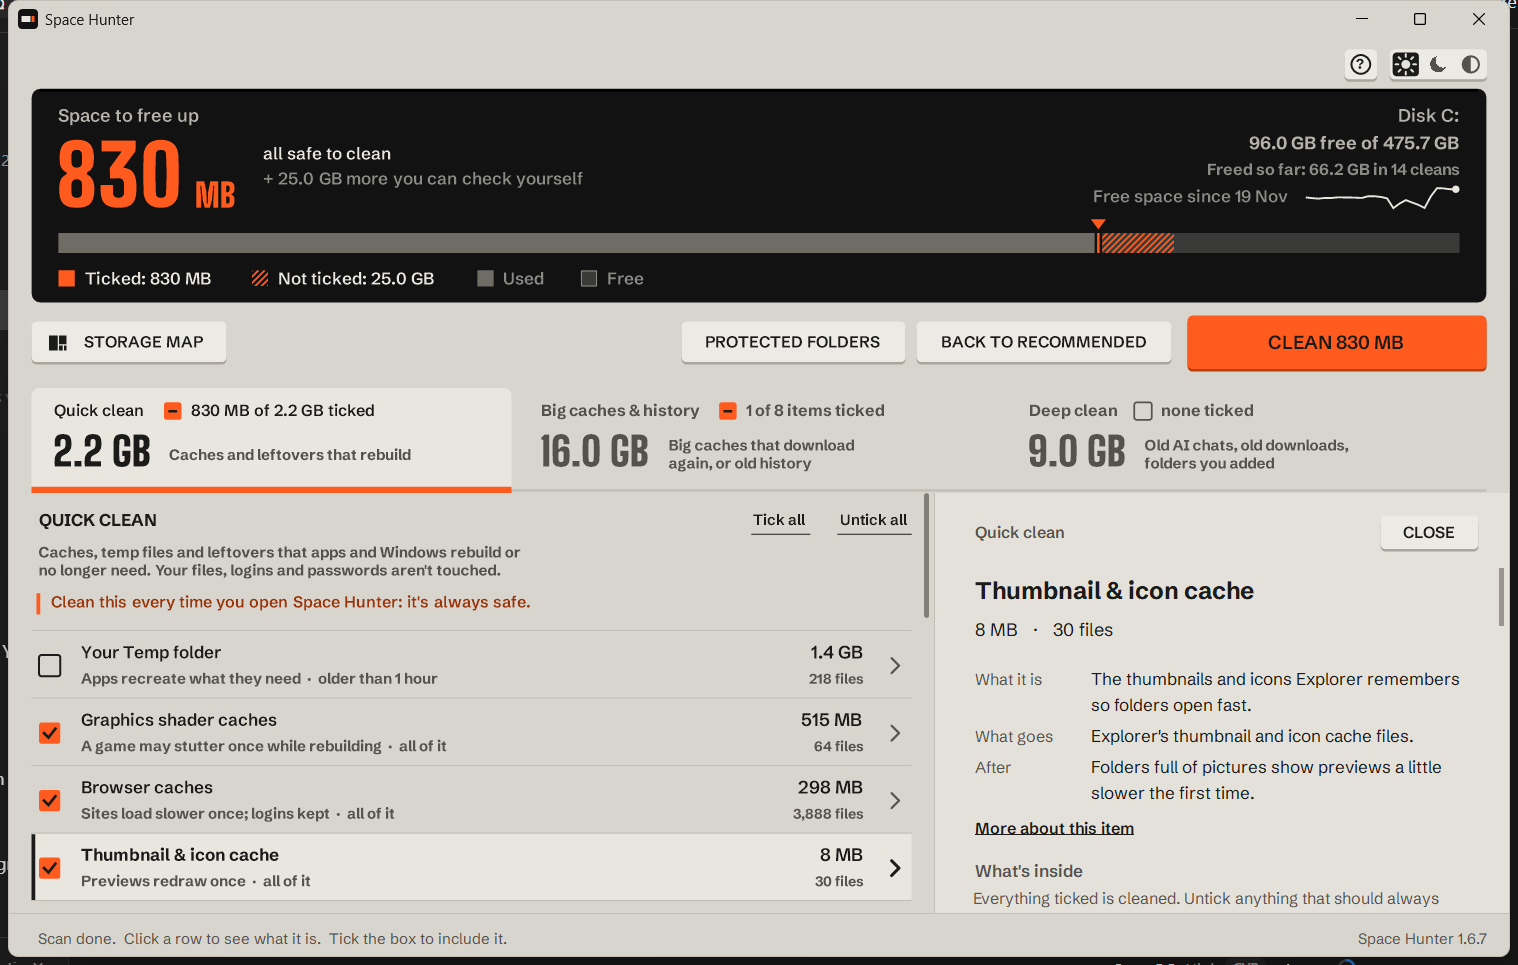 Space Hunter
Space to free up
830 MB
all safe to clean
+ 25.0 GB more you can check yourself
Disk C:
96.0 GB free of 475.7 GB
Freed so far: 66.2 GB in 14 cleans
Free space since 19 Nov
Ticked: 830 MB
Not ticked: 25.0 GB
Used
Free
STORAGE MAP
PROTECTED FOLDERS
BACK TO RECOMMENDED
CLEAN 830 MB
Quick clean
830 MB of 2.2 GB ticked
2.2 GB
Caches and leftovers that rebuild
Big caches & history
1 of 8 items ticked
16.0 GB
Big caches that download
again, or old history
Deep clean
none ticked
9.0 GB
Old AI chats, old downloads,
folders you added
QUICK CLEAN
Tick all
Untick all
Caches, temp files and leftovers that apps and Windows rebuild or
no longer need. Your files, logins and passwords aren't touched.
Clean this every time you open Space Hunter: it's always safe.
Your Temp folder
1.4 GB
Apps recreate what they need · older than 1 hour
218 files
Graphics shader caches
515 MB
A game may stutter once while rebuilding · all of it
64 files
Browser caches
298 MB
Sites load slower once; logins kept · all of it
3,888 files
Thumbnail & icon cache
8 MB
Previews redraw once · all of it
30 files
Quick clean
CLOSE
Thumbnail & icon cache
8 MB · 30 files
What it is
The thumbnails and icons Explorer remembers
so folders open fast.
What goes
Explorer's thumbnail and icon cache files.
After
Folders full of pictures show previews a little
slower the first time.
More about this item
What's inside
Everything ticked is cleaned. Untick anything that should always
Scan done. Click a row to see what it is. Tick the box to include it.
Space Hunter 1.6.7